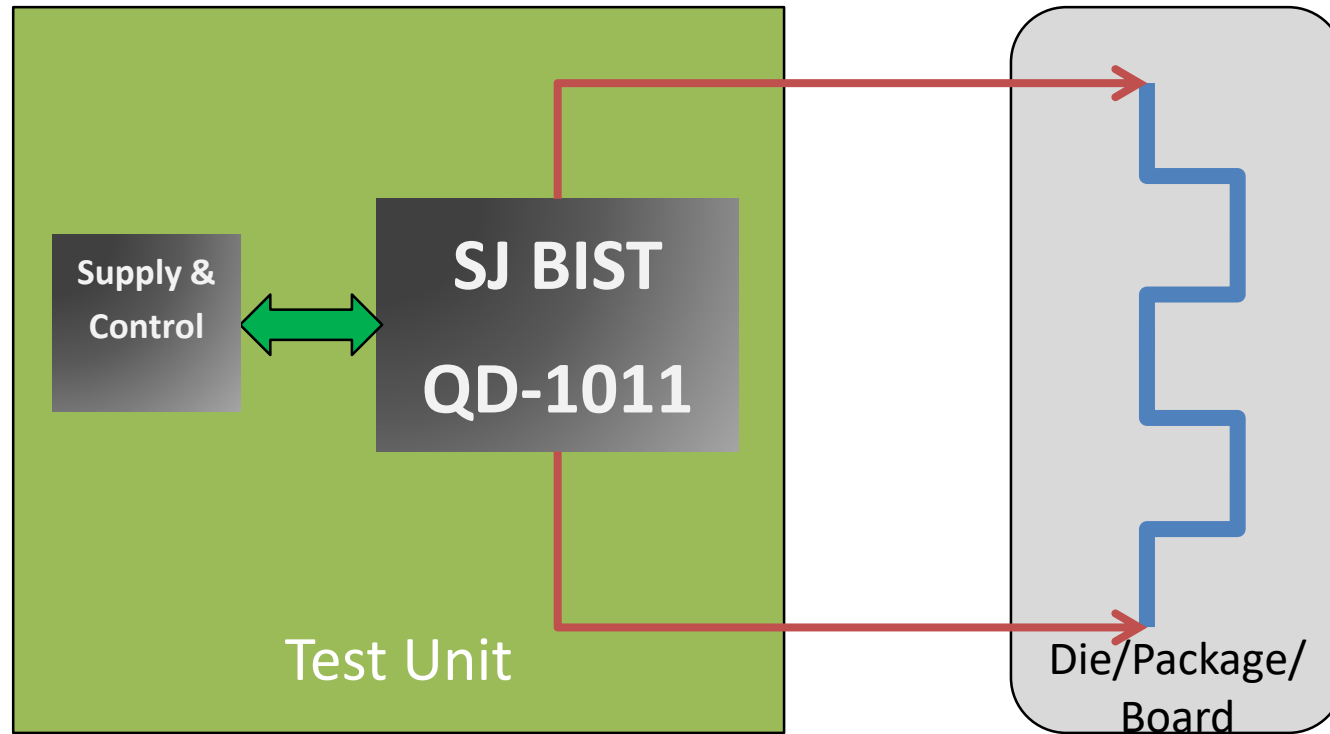 Supply &
Control
SJ BIST
QD-1011
Test Unit
Die/Package/
Board